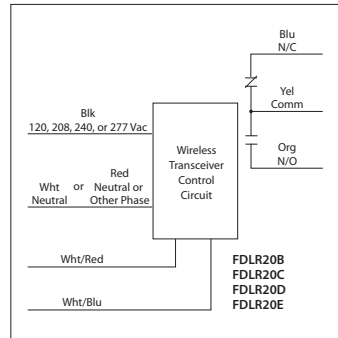 Blu
N/C
Yel
Comm
Org
N/O
Blk
120, 208, 240, or 277 Vac
Wireless
Transceiver
Control
Circuit
Red
Wht or Neutral or
Neutral Other Phase
Wht/Red
Wht/Blu
FDLR20B
FDLR20C
FDLR20D
FDLR20E